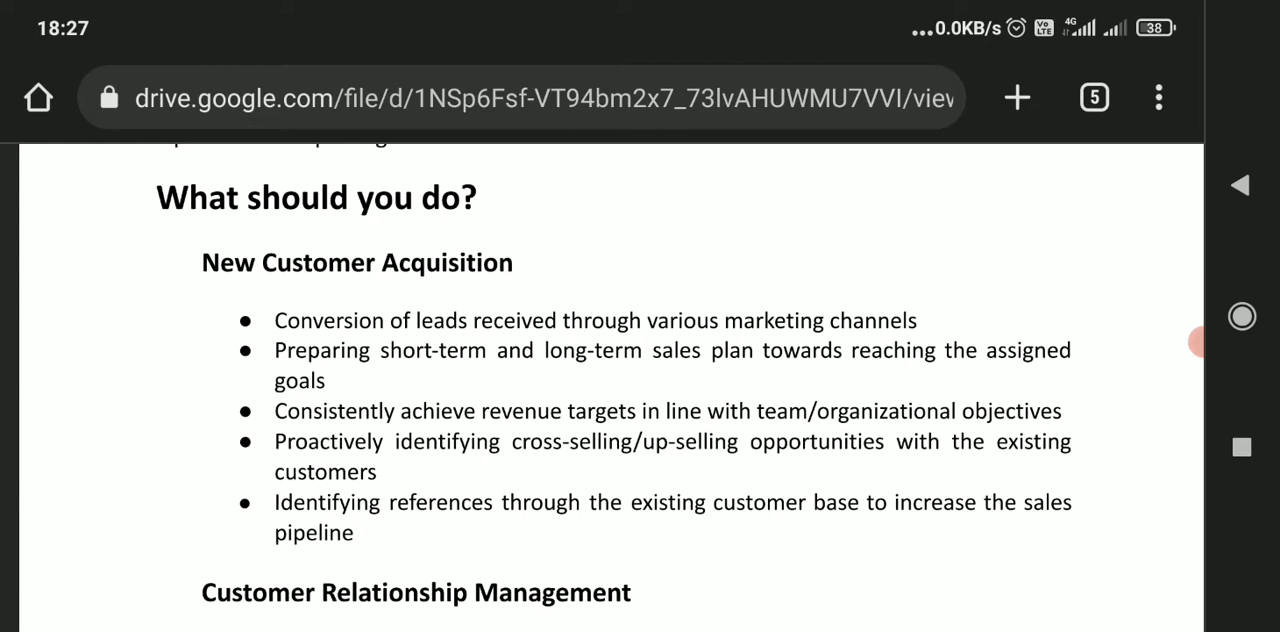 18:27
...0.0KB/s Vo LTE 4G 38
drive.google.com/file/d/1NSp6Fsf-VT94bm2x7_73lvAHUWMU7VVI/view
5
What should you do?
New Customer Acquisition
● Conversion of leads received through various marketing channels
● Preparing short-term and long-term sales plan towards reaching the assigned
goals
● Consistently achieve revenue targets in line with team/organizational objectives
● Proactively identifying cross-selling/up-selling opportunities with the existing
customers
● Identifying references through the existing customer base to increase the sales
pipeline
Customer Relationship Management